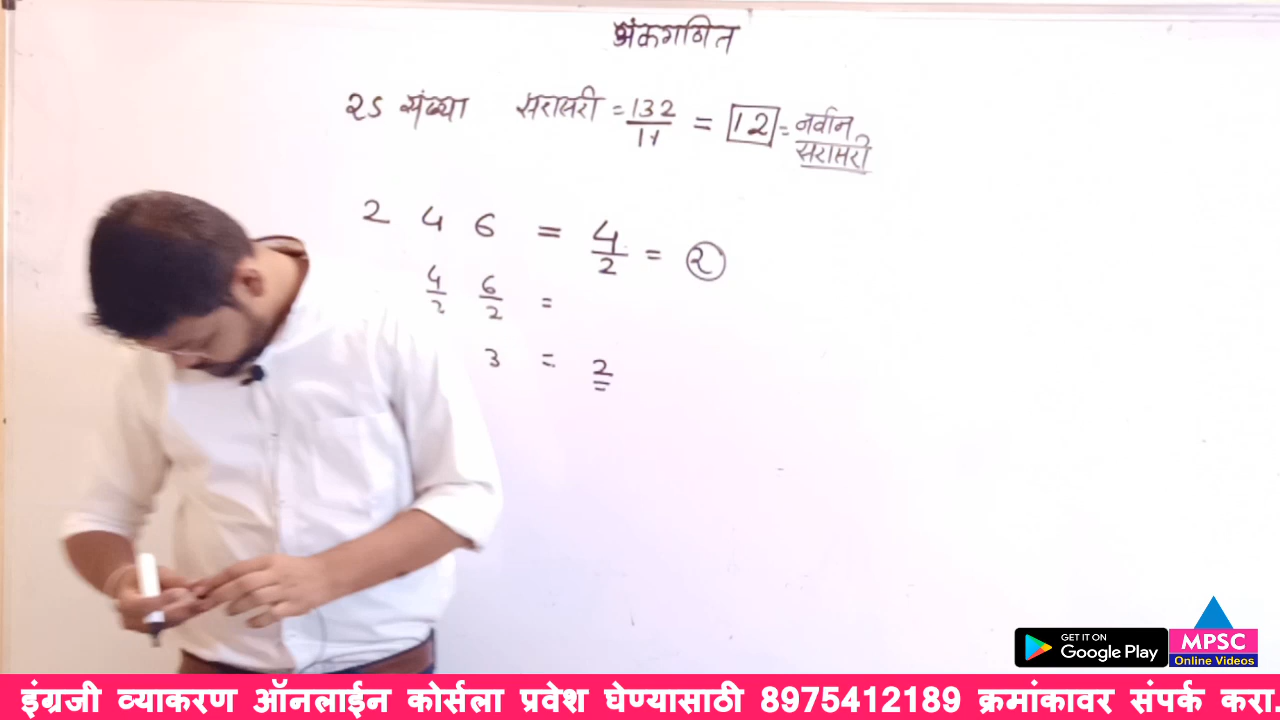 अंकगणित
२५ संख्या सरासरी = 132/11 = 12 = नवीन सरासरी
2 4 6 = 4/2 = २
4/2 6/2 =
3 = 2
GET IT ON
Google Play
MPSC
Online Videos
इंग्रजी व्याकरण ऑनलाईन कोर्सला प्रवेश घेण्यासाठी 8975412189 क्रमांकावर संपर्क करा.